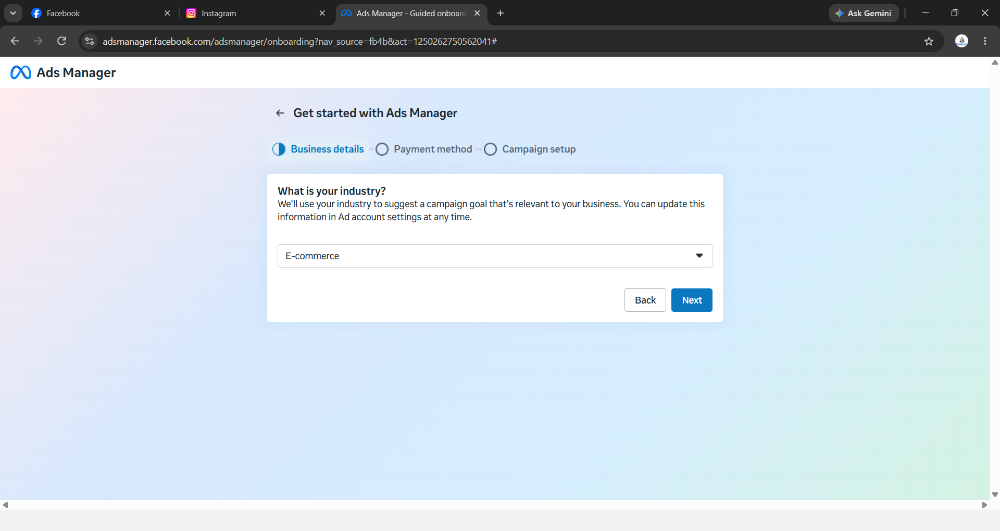 Facebook
Instagram
Ads Manager - Guided onboard
Ask Gemini
adsmanager.facebook.com/adsmanager/onboarding?nav_source=fb4b&act=1250262750562041#
Ads Manager
Get started with Ads Manager
Business details
Payment method
Campaign setup
What is your industry?
We'll use your industry to suggest a campaign goal that's relevant to your business. You can update this
information in Ad account settings at any time.
E-commerce
Back
Next